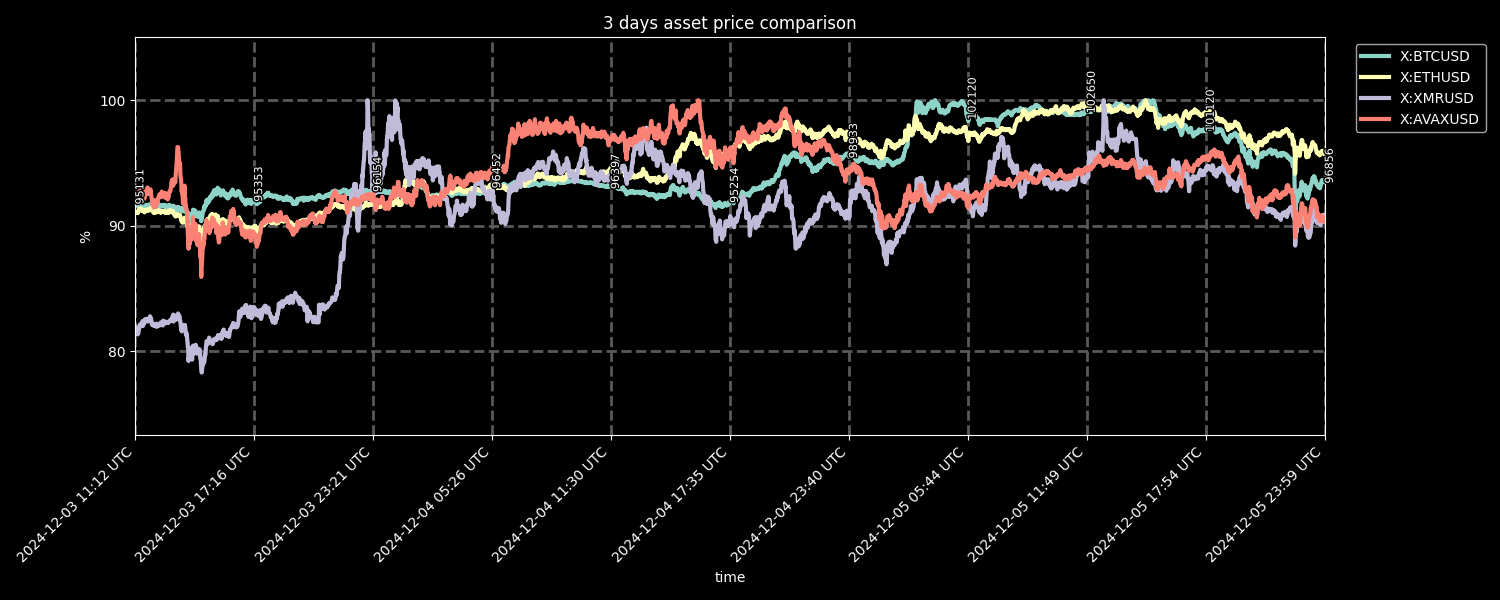 3 days asset price comparison
X:BTCUSD
X:ETHUSD
X:XMRUSD
X:AVAXUSD
%
100
90
80
95131
95353
96154
96452
96397
95254
98933
102120
102650
101120
96856
2024-12-03 11:12 UTC
2024-12-03 17:16 UTC
2024-12-03 23:21 UTC
2024-12-04 05:26 UTC
2024-12-04 11:30 UTC
2024-12-04 17:35 UTC
2024-12-04 23:40 UTC
2024-12-05 05:44 UTC
2024-12-05 11:49 UTC
2024-12-05 17:54 UTC
2024-12-05 23:59 UTC
time